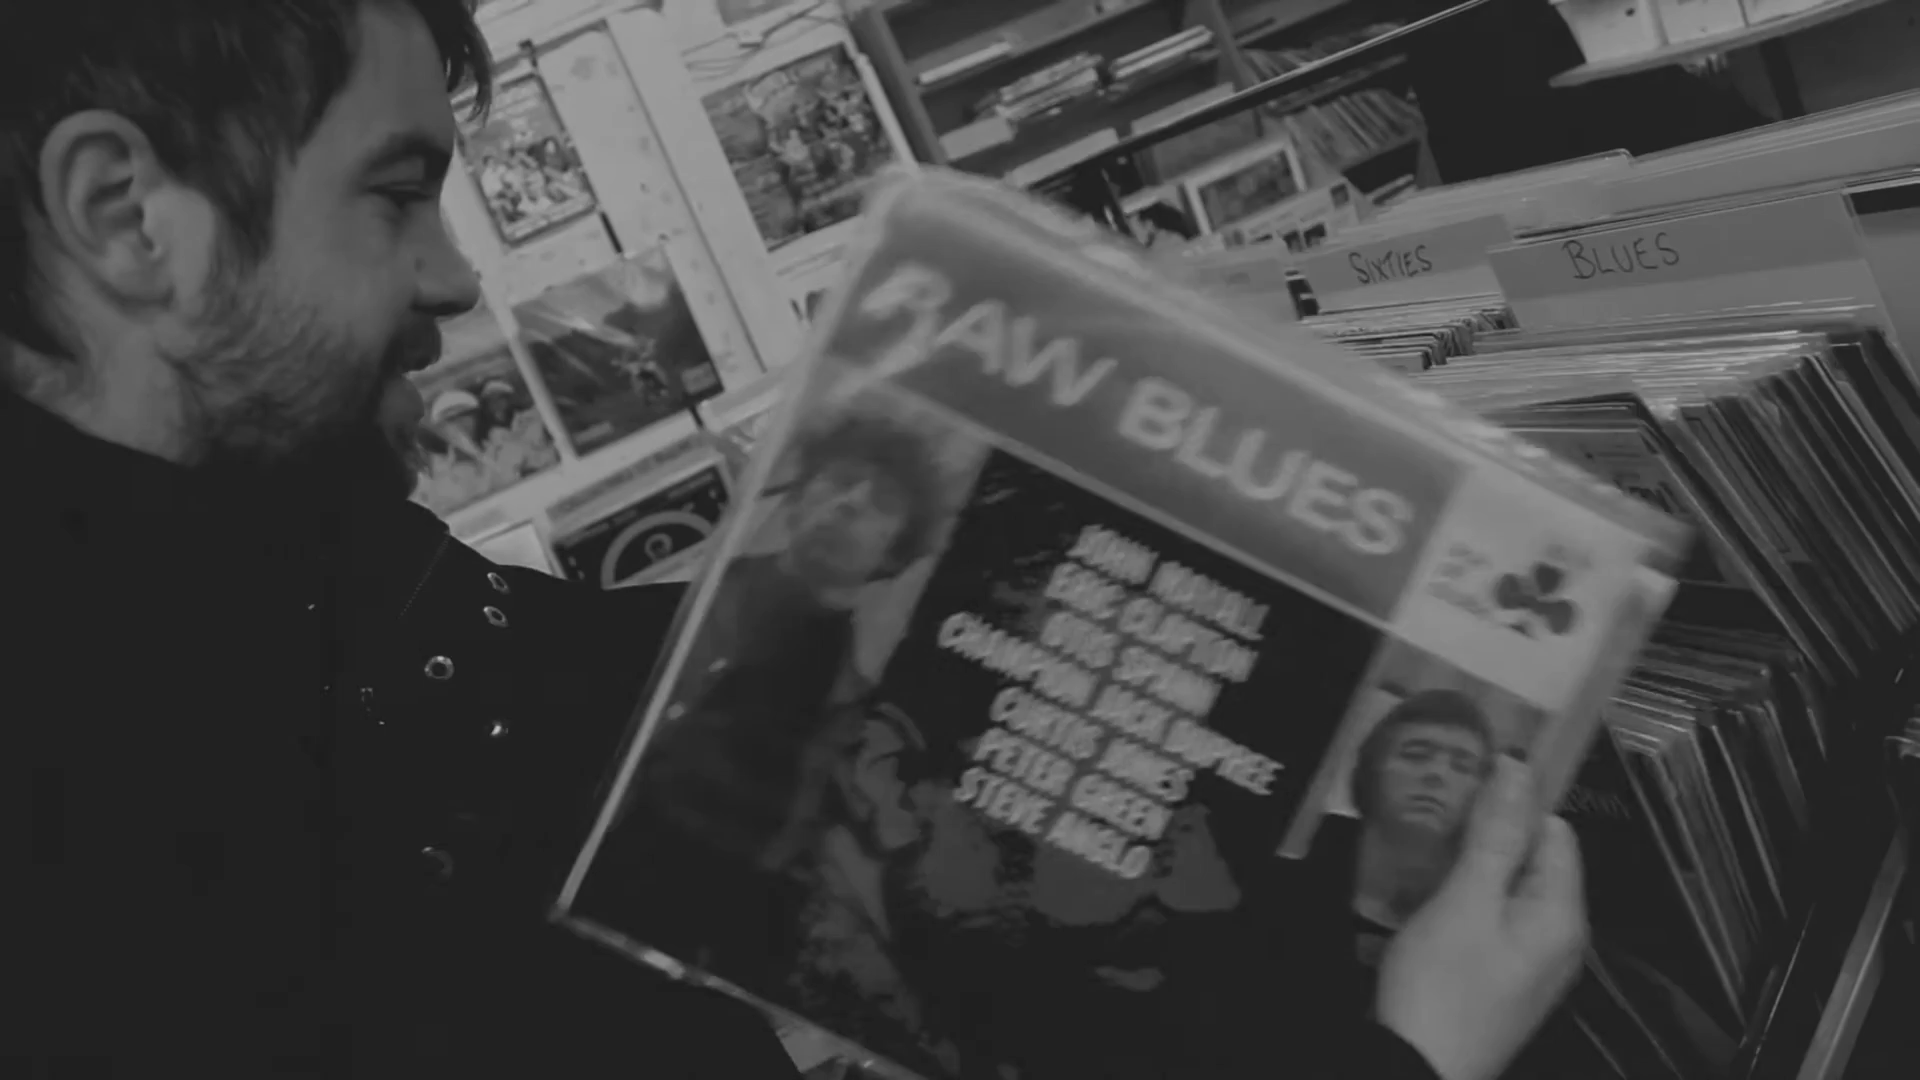 SIXTIES
BLUES
RAW BLUES
JOHN MAYALL
ERIC CLAPTON
OTIS SPANN
CHAMPION JACK DUPREE
CURTIS JONES
PETER GREEN
STEVE ANGLO